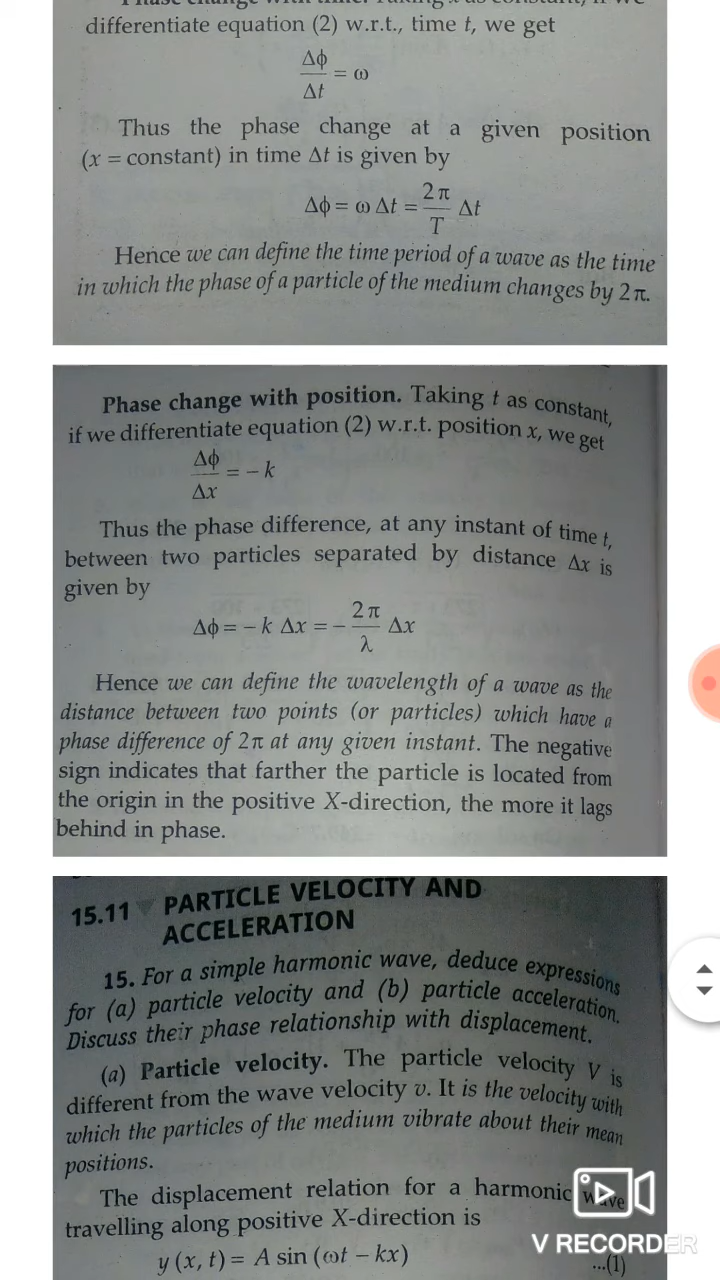 Phase change with time. Taking x as constant, if we
differentiate equation (2) w.r.t., time t, we get
Δϕ/Δt = ω
Thus the phase change at a given position
(x = constant) in time Δt is given by
Δϕ = ω Δt = 2π/T Δt
Hence we can define the time period of a wave as the time
in which the phase of a particle of the medium changes by 2π.
Phase change with position. Taking t as constant,
if we differentiate equation (2) w.r.t. position x, we get
Δϕ/Δx = – k
Thus the phase difference, at any instant of time t,
between two particles separated by distance Δx is
given by
Δϕ = – k Δx = – 2π/λ Δx
Hence we can define the wavelength of a wave as the
distance between two points (or particles) which have a
phase difference of 2π at any given instant. The negative
sign indicates that farther the particle is located from
the origin in the positive X-direction, the more it lags
behind in phase.
15.11 PARTICLE VELOCITY AND
ACCELERATION
15. For a simple harmonic wave, deduce expressions
for (a) particle velocity and (b) particle acceleration.
Discuss their phase relationship with displacement.
(a) Particle velocity. The particle velocity V is
different from the wave velocity v. It is the velocity with
which the particles of the medium vibrate about their mean
positions.
The displacement relation for a harmonic wave
travelling along positive X-direction is
y (x, t) = A sin (ωt – kx) ...(1)
V RECORDER